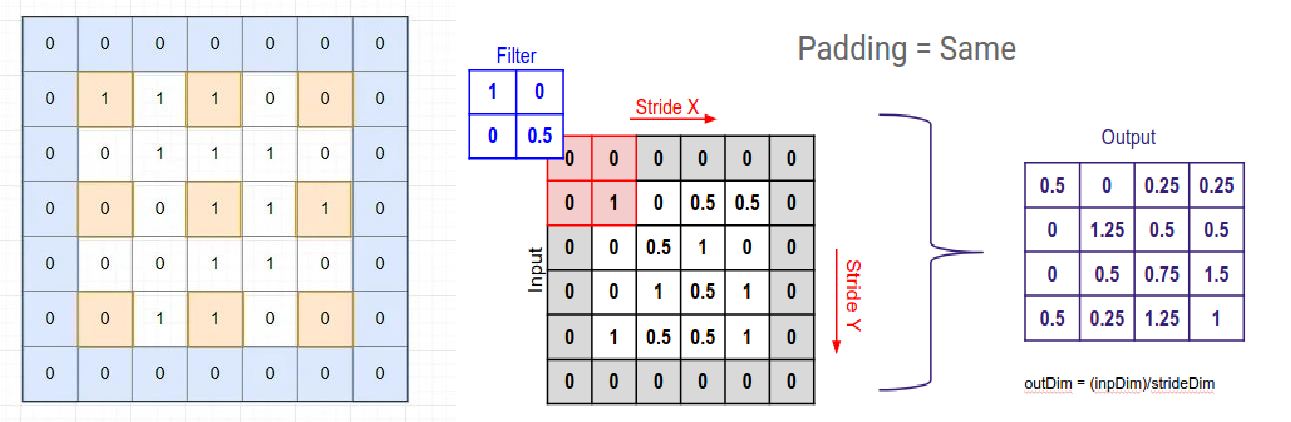 0 0 0 0 0 0 0
0 1 1 1 0 0 0
0 0 1 1 1 0 0
0 0 0 1 1 1 0
0 0 0 1 1 0 0
0 0 1 1 0 0 0
0 0 0 0 0 0 0
Filter
1 0
0 0.5
Padding = Same
Stride X
Input
0 0 0 0 0 0
0 1 0 0.5 0.5 0
0 0 0.5 1 0 0
0 0 1 0.5 1 0
0 1 0.5 0.5 1 0
0 0 0 0 0 0
Stride Y
Output
0.5 0 0.25 0.25
0 1.25 0.5 0.5
0 0.5 0.75 1.5
0.5 0.25 1.25 1
outDim = (inpDim)/strideDim